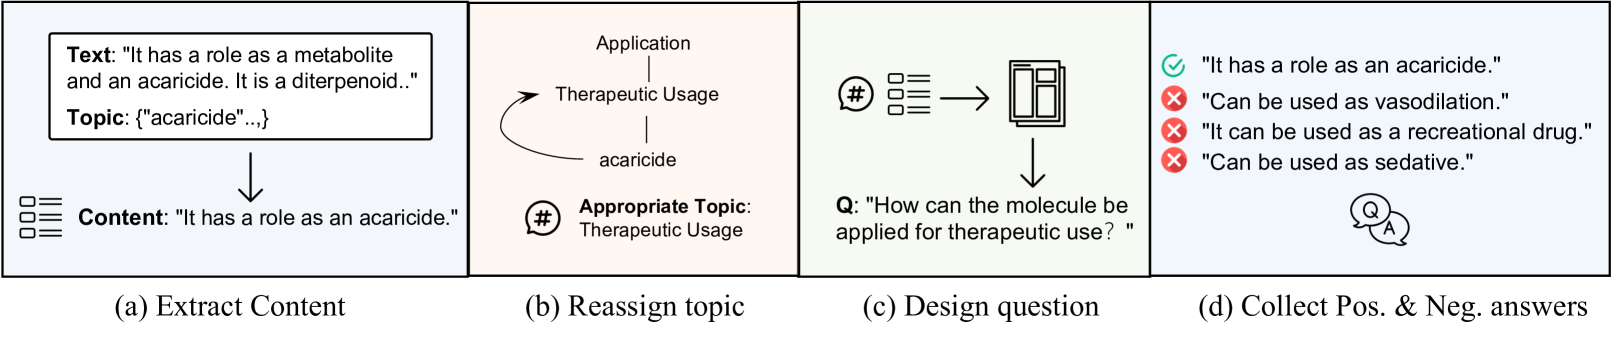 Text: "It has a role as a metabolite
and an acaricide. It is a diterpenoid.."
Topic: {"acaricide"..,}
Content: "It has a role as an acaricide."
(a) Extract Content
Application
Therapeutic Usage
acaricide
#
Appropriate Topic:
Therapeutic Usage
(b) Reassign topic
#
Q: "How can the molecule be
applied for therapeutic use? "
(c) Design question
"It has a role as an acaricide."
"Can be used as vasodilation."
"It can be used as a recreational drug."
"Can be used as sedative."
Q
A
(d) Collect Pos. & Neg. answers